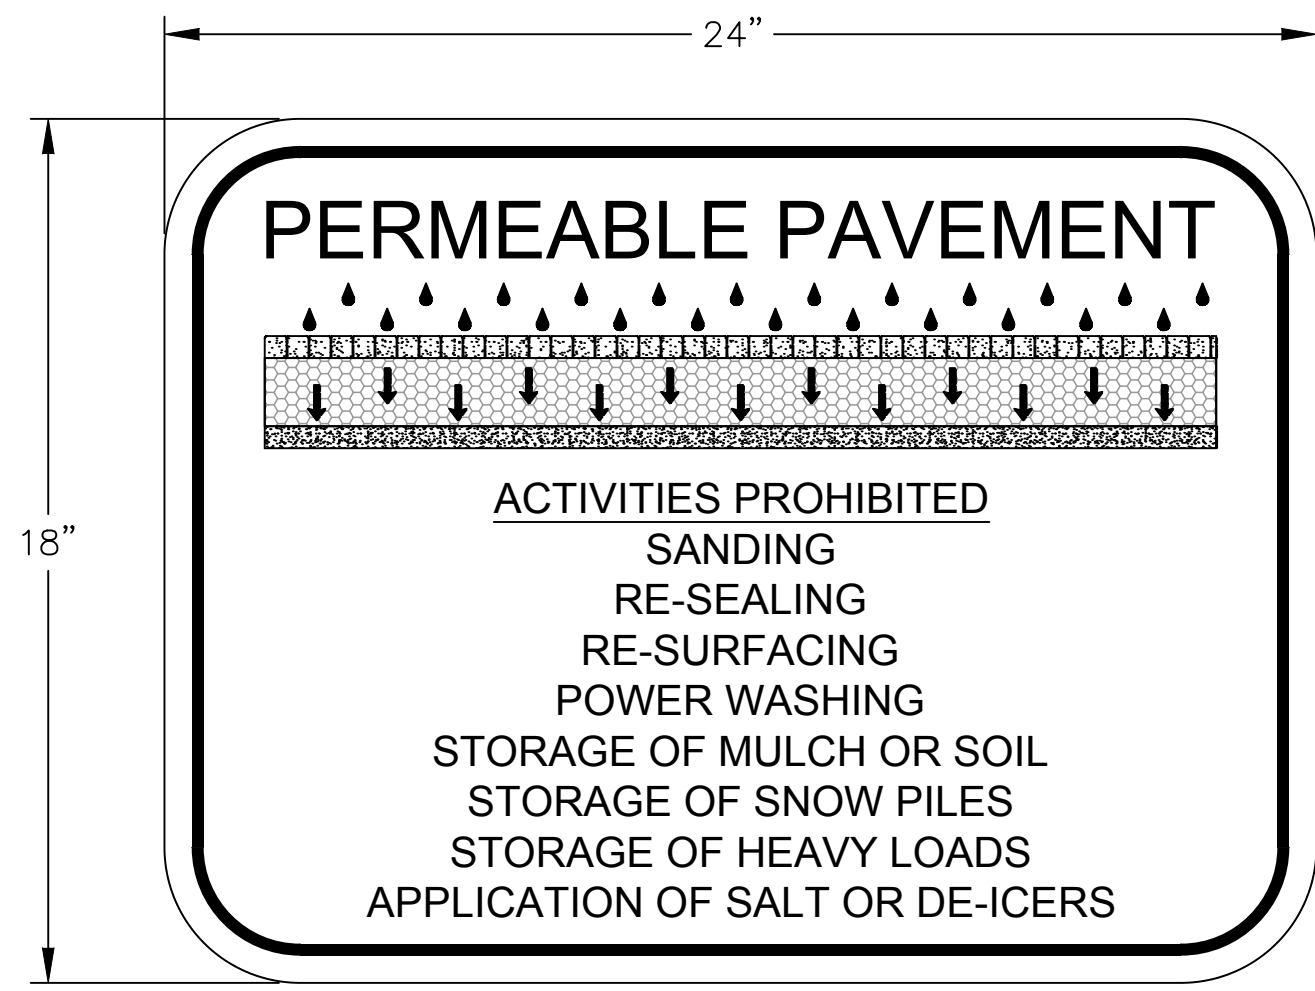 24”
PERMEABLE PAVEMENT
18”
ACTIVITIES PROHIBITED
SANDING
RE-SEALING
RE-SURFACING
POWER WASHING
STORAGE OF MULCH OR SOIL
STORAGE OF SNOW PILES
STORAGE OF HEAVY LOADS
APPLICATION OF SALT OR DE-ICERS